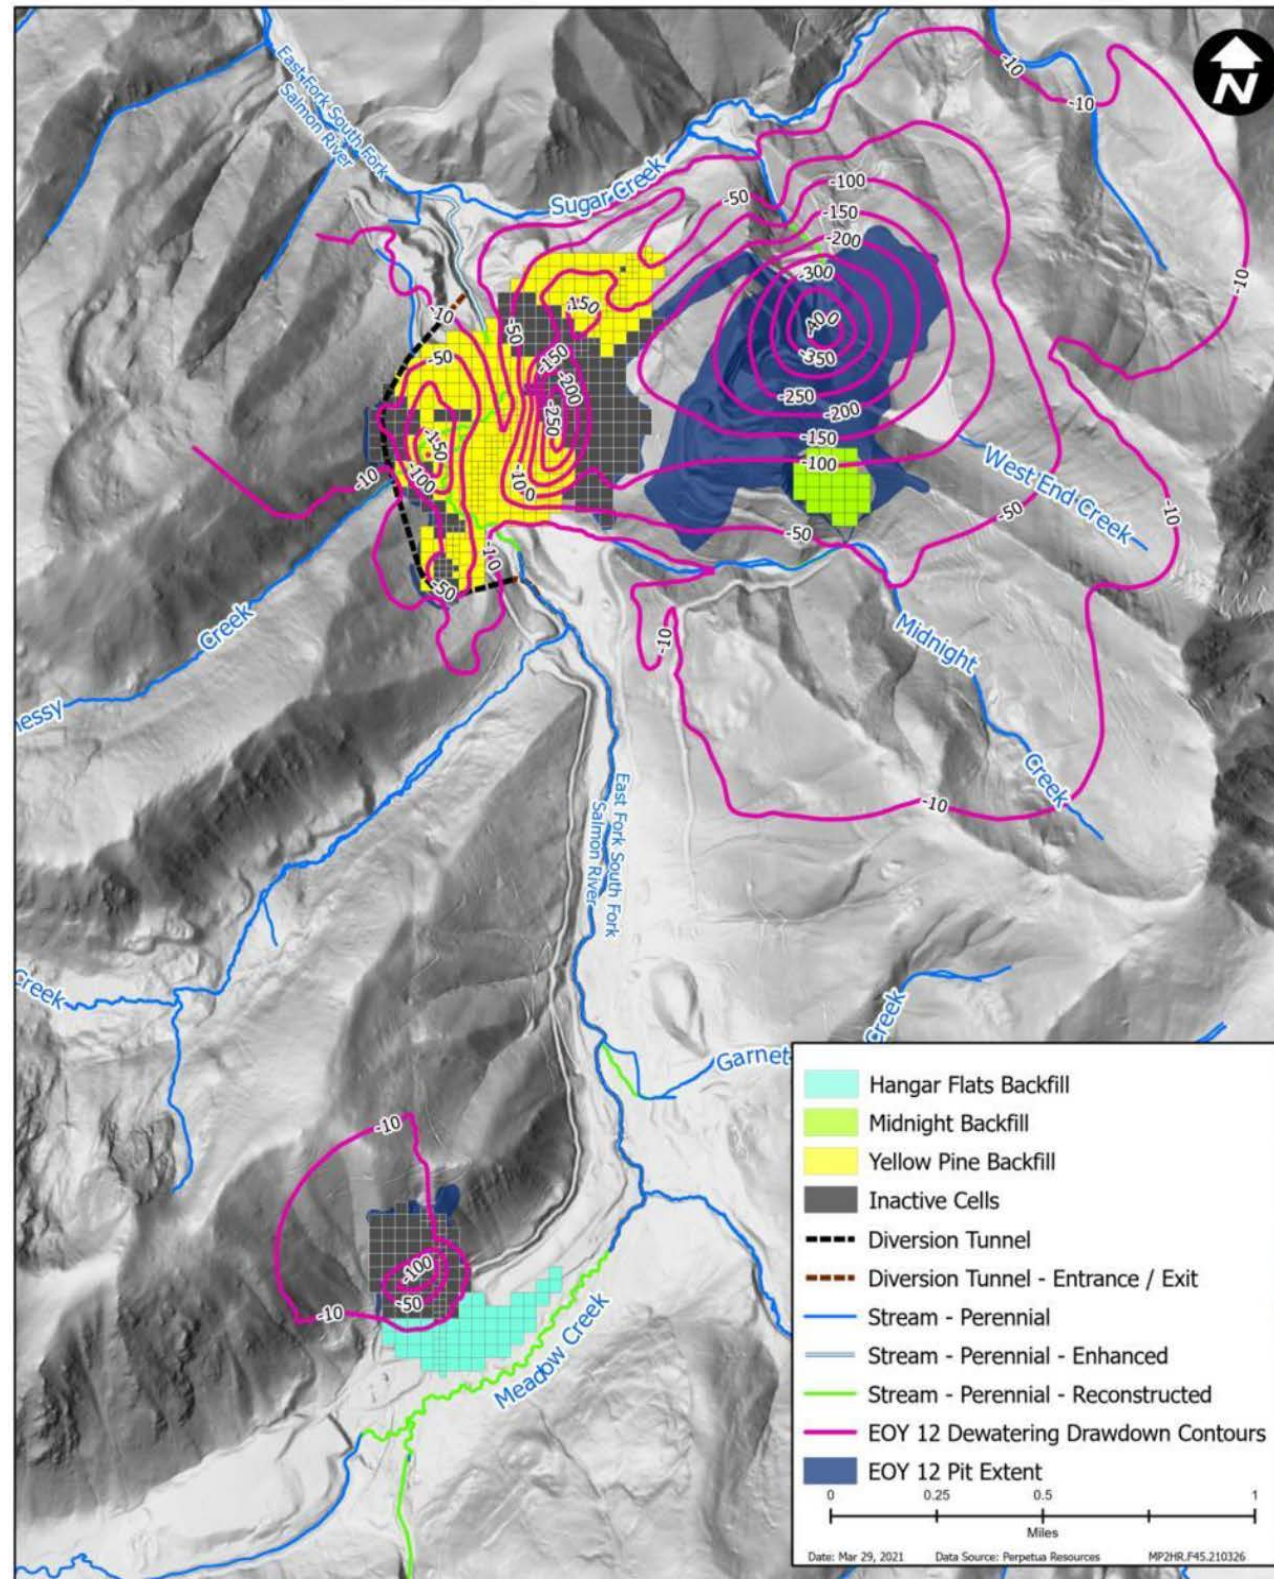 N
East Fork South Fork
Salmon River
Sugar Creek
-10
-10
-10
-50
-100
-150
-200
-300
-400
-350
-250
-200
-150
-100
-50
-50
-10
-10
-50
-150
-50
-150
-200
-250
-100
-150
-100
-10
-10
-50
-10
-10
West End Creek
Midnight
Creek
Creek
essy
East Fork South Fork
Salmon River
Creek
Garnet
Creek
-10
-100
-50
-10
Meadow Creek
Hangar Flats Backfill
Midnight Backfill
Yellow Pine Backfill
Inactive Cells
Diversion Tunnel
Diversion Tunnel - Entrance / Exit
Stream - Perennial
Stream - Perennial - Enhanced
Stream - Perennial - Reconstructed
EOY 12 Dewatering Drawdown Contours
EOY 12 Pit Extent
0 0.25 0.5 1
Miles
Date: Mar 29, 2021 Data Source: Perpetua Resources MP2HR.F45.210326